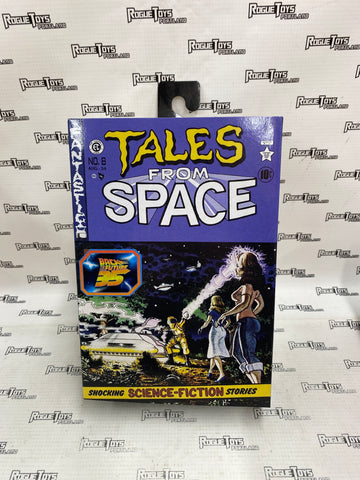 FANTASTIC!
TALES
FROM
SPACE
NO. 8
10¢
BACK
TO THE
FUTURE
35
SHOCKING SCIENCE-FICTION STORIES
ROGUE TOYS
PORTLAND